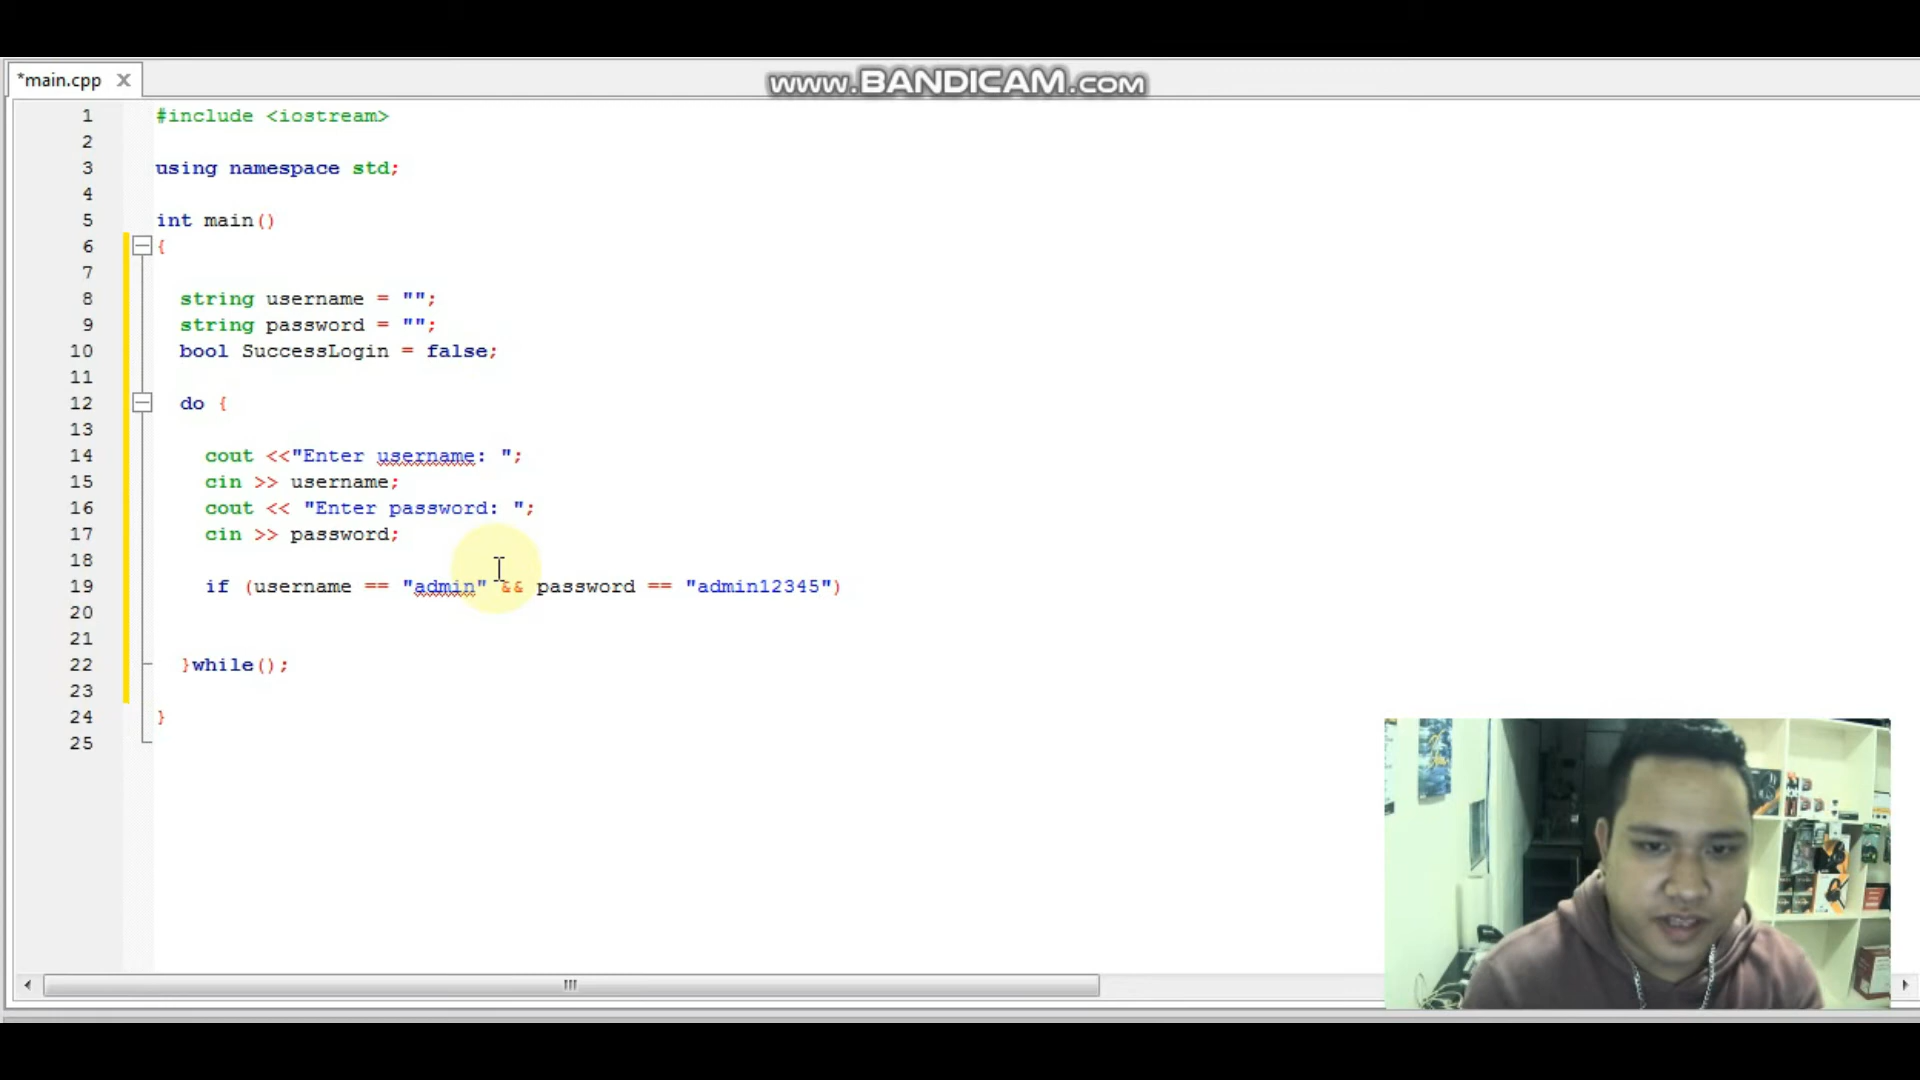 www.BANDICAM.com
*main.cpp
1 #include <iostream>
2
3 using namespace std;
4
5 int main()
6 {
7
8 string username = "";
9 string password = "";
10 bool SuccessLogin = false;
11
12 do {
13
14 cout <<"Enter username: ";
15 cin >> username;
16 cout << "Enter password: ";
17 cin >> password;
18
19 if (username == "admin" && password == "admin12345")
20
21
22 }while();
23
24 }
25